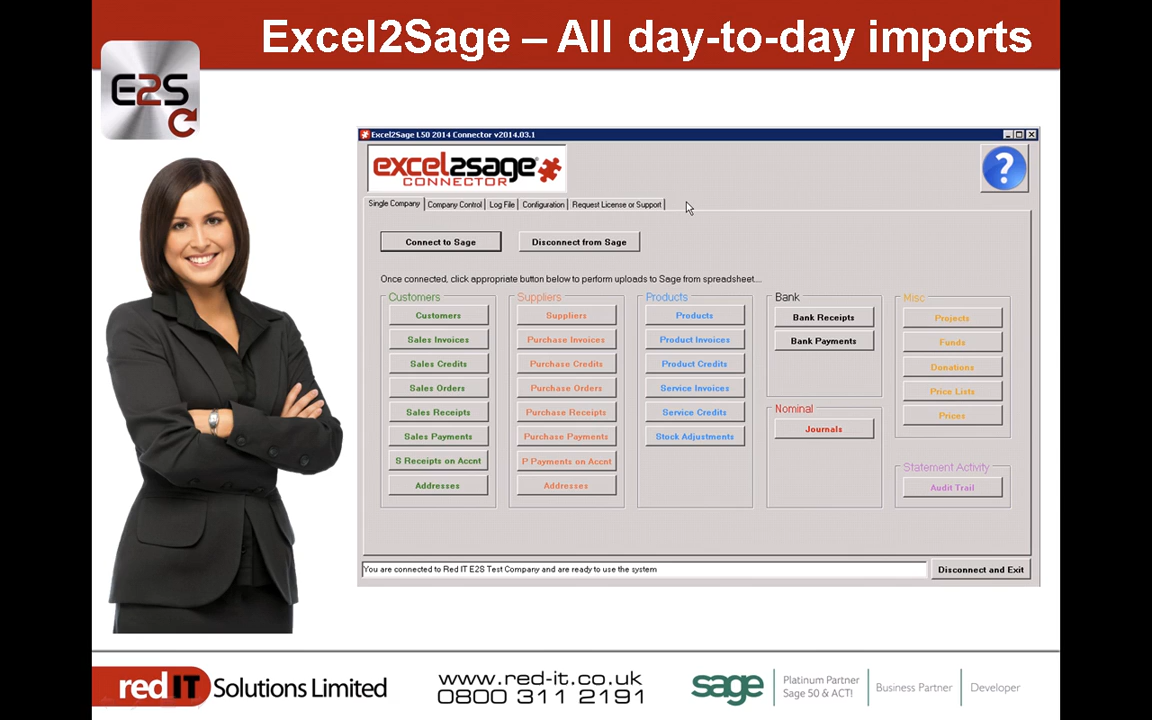 Excel2Sage – All day-to-day imports
E2S
Excel2Sage L50 2014 Connector v2014.03.1
excel2sage
CONNECTOR
?
Single Company
Company Control
Log File
Configuration
Request License or Support
Connect to Sage
Disconnect from Sage
Once connected, click appropriate button below to perform uploads to Sage from spreadsheet....
Customers
Customers
Sales Invoices
Sales Credits
Sales Orders
Sales Receipts
Sales Payments
S Receipts on Accnt
Addresses
Suppliers
Suppliers
Purchase Invoices
Purchase Credits
Purchase Orders
Purchase Receipts
Purchase Payments
P Payments on Accnt
Addresses
Products
Products
Product Invoices
Product Credits
Service Invoices
Service Credits
Stock Adjustments
Bank
Bank Receipts
Bank Payments
Nominal
Journals
Misc
Projects
Funds
Donations
Price Lists
Prices
Statement Activity
Audit Trail
You are connected to Red IT E2S Test Company and are ready to use the system
Disconnect and Exit
red IT Solutions Limited
www.red-it.co.uk
0800 311 2191
sage
Platinum Partner
Sage 50 & ACT!
Business Partner
Developer